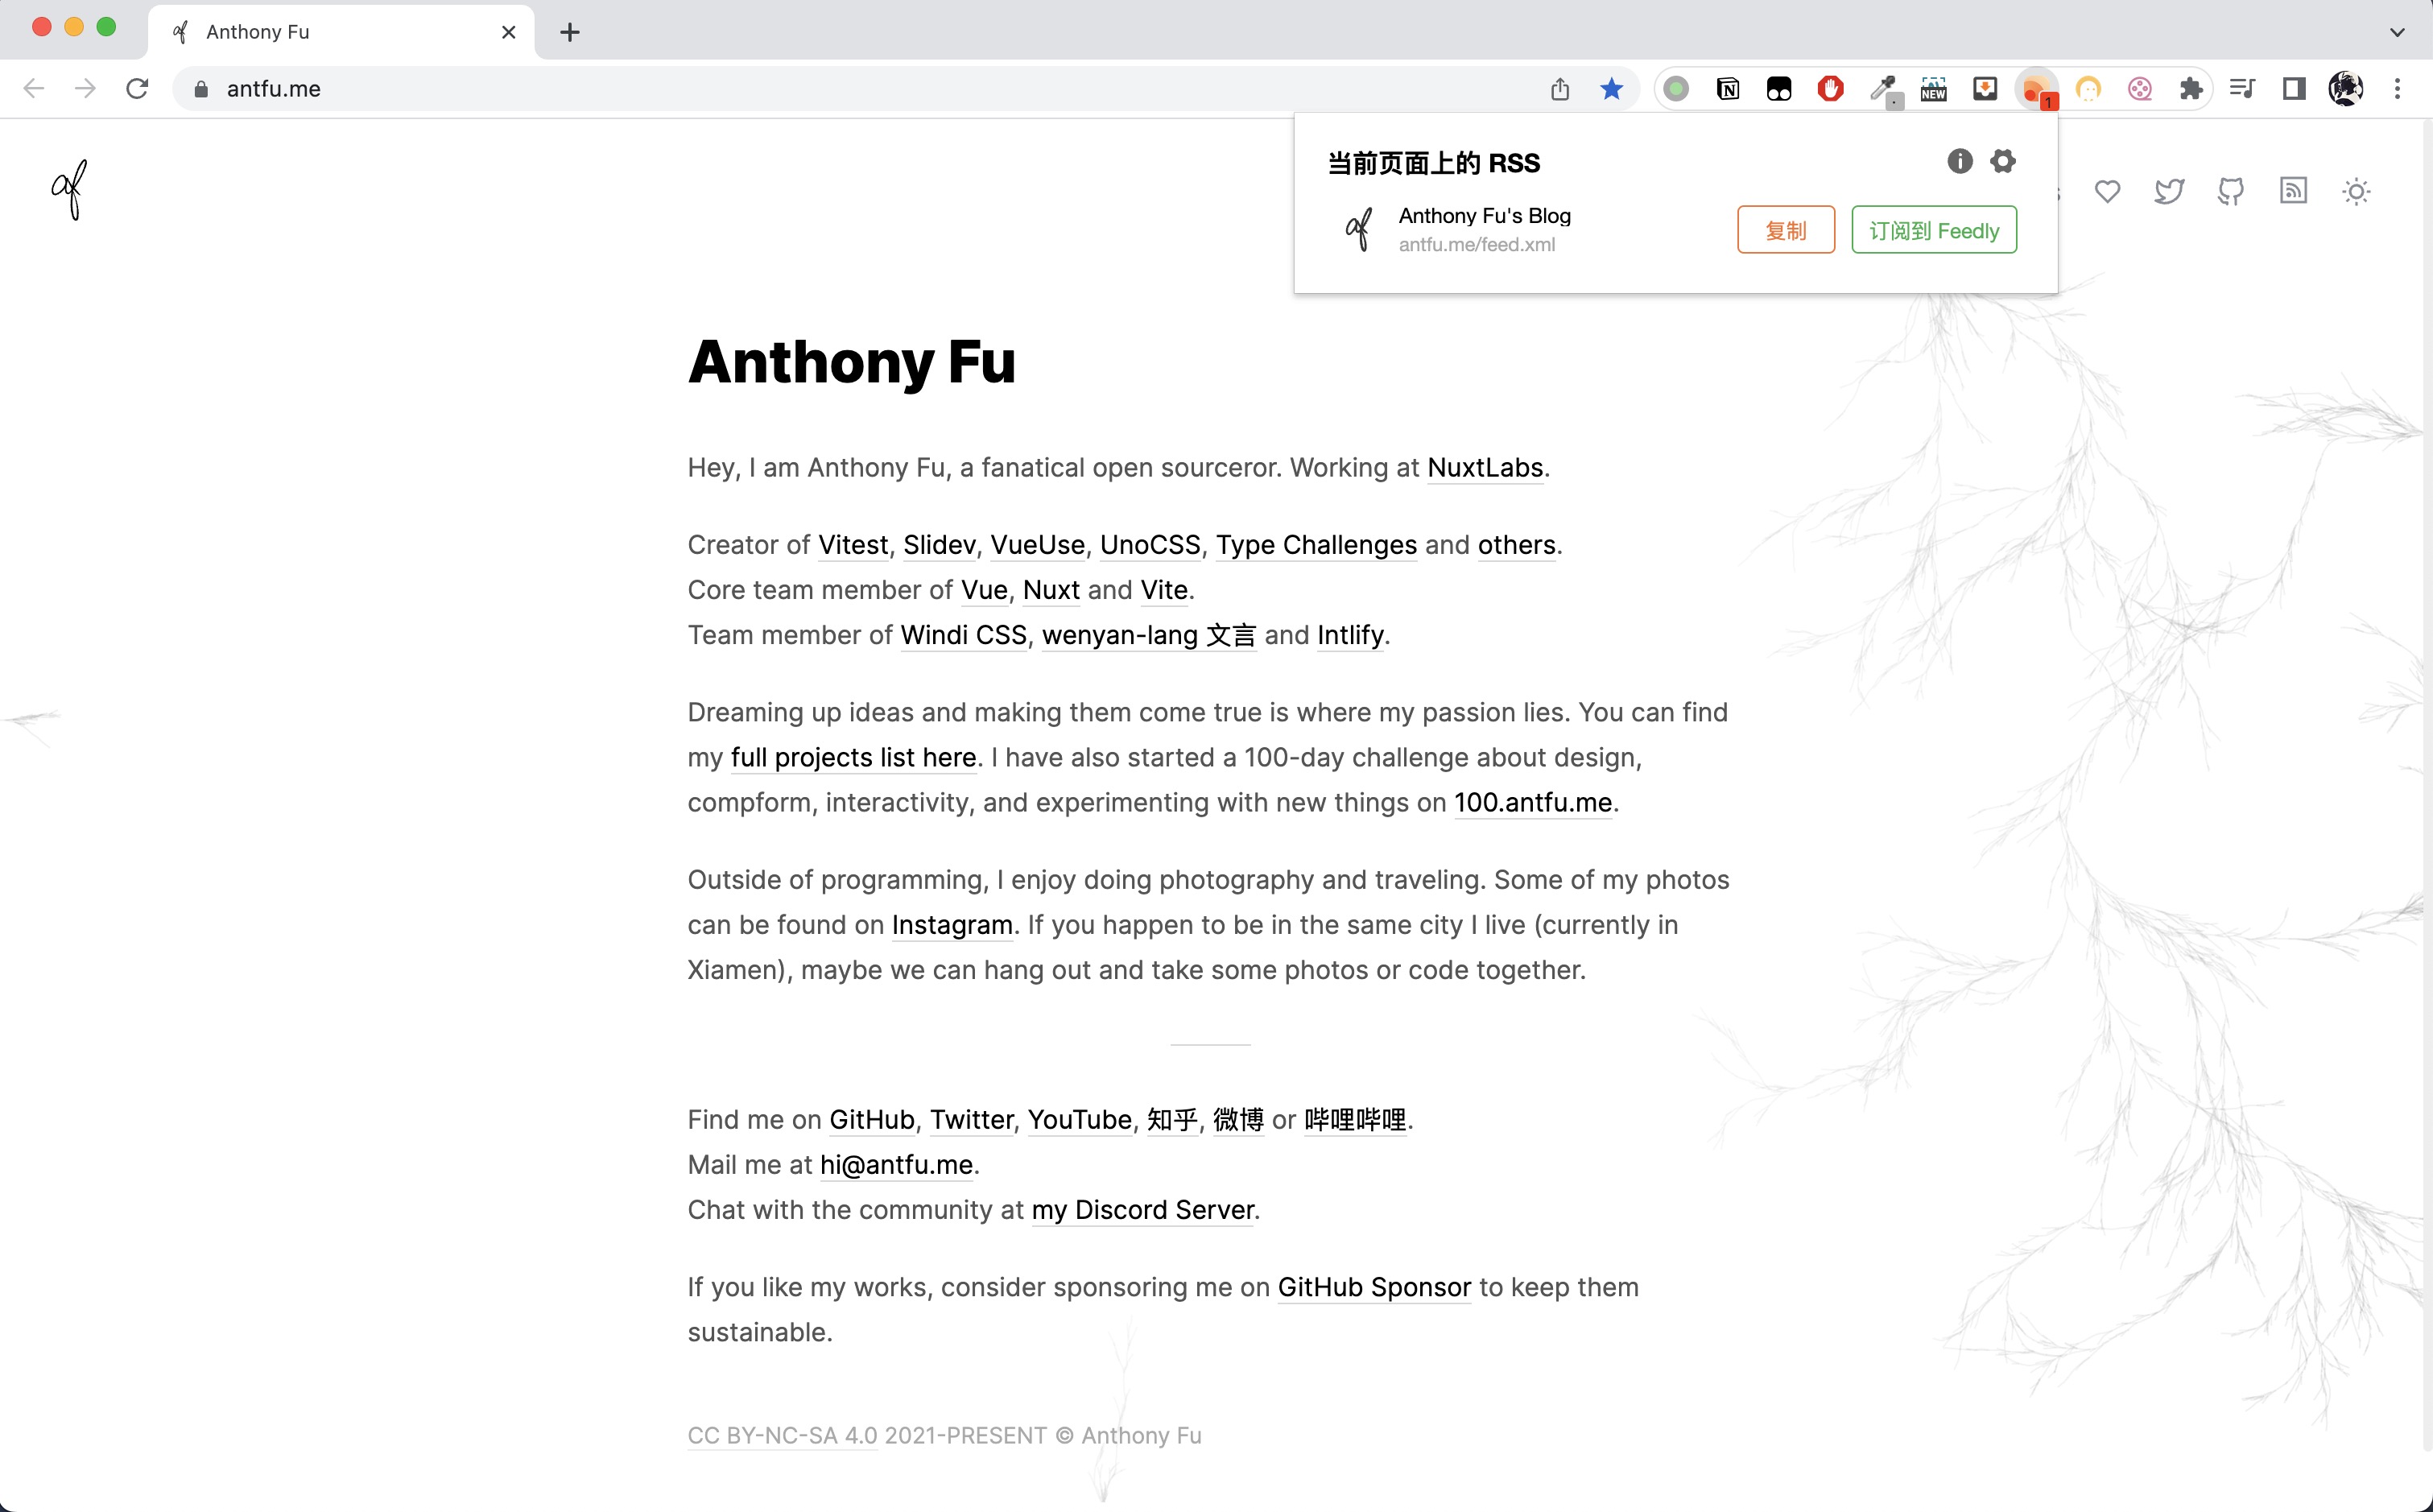 Anthony Fu
antfu.me
NEW
1
当前页面上的 RSS
Anthony Fu's Blog
antfu.me/feed.xml
复制
订阅到 Feedly
Anthony Fu
Hey, I am Anthony Fu, a fanatical open sourceror. Working at NuxtLabs.
Creator of Vitest, Slidev, VueUse, UnoCSS, Type Challenges and others.
Core team member of Vue, Nuxt and Vite.
Team member of Windi CSS, wenyan-lang 文言 and Intlify.
Dreaming up ideas and making them come true is where my passion lies. You can find
my full projects list here. I have also started a 100-day challenge about design,
compform, interactivity, and experimenting with new things on 100.antfu.me.
Outside of programming, I enjoy doing photography and traveling. Some of my photos
can be found on Instagram. If you happen to be in the same city I live (currently in
Xiamen), maybe we can hang out and take some photos or code together.
Find me on GitHub, Twitter, YouTube, 知乎, 微博 or 哔哩哔哩.
Mail me at hi@antfu.me.
Chat with the community at my Discord Server.
If you like my works, consider sponsoring me on GitHub Sponsor to keep them
sustainable.
CC BY-NC-SA 4.0 2021-PRESENT © Anthony Fu